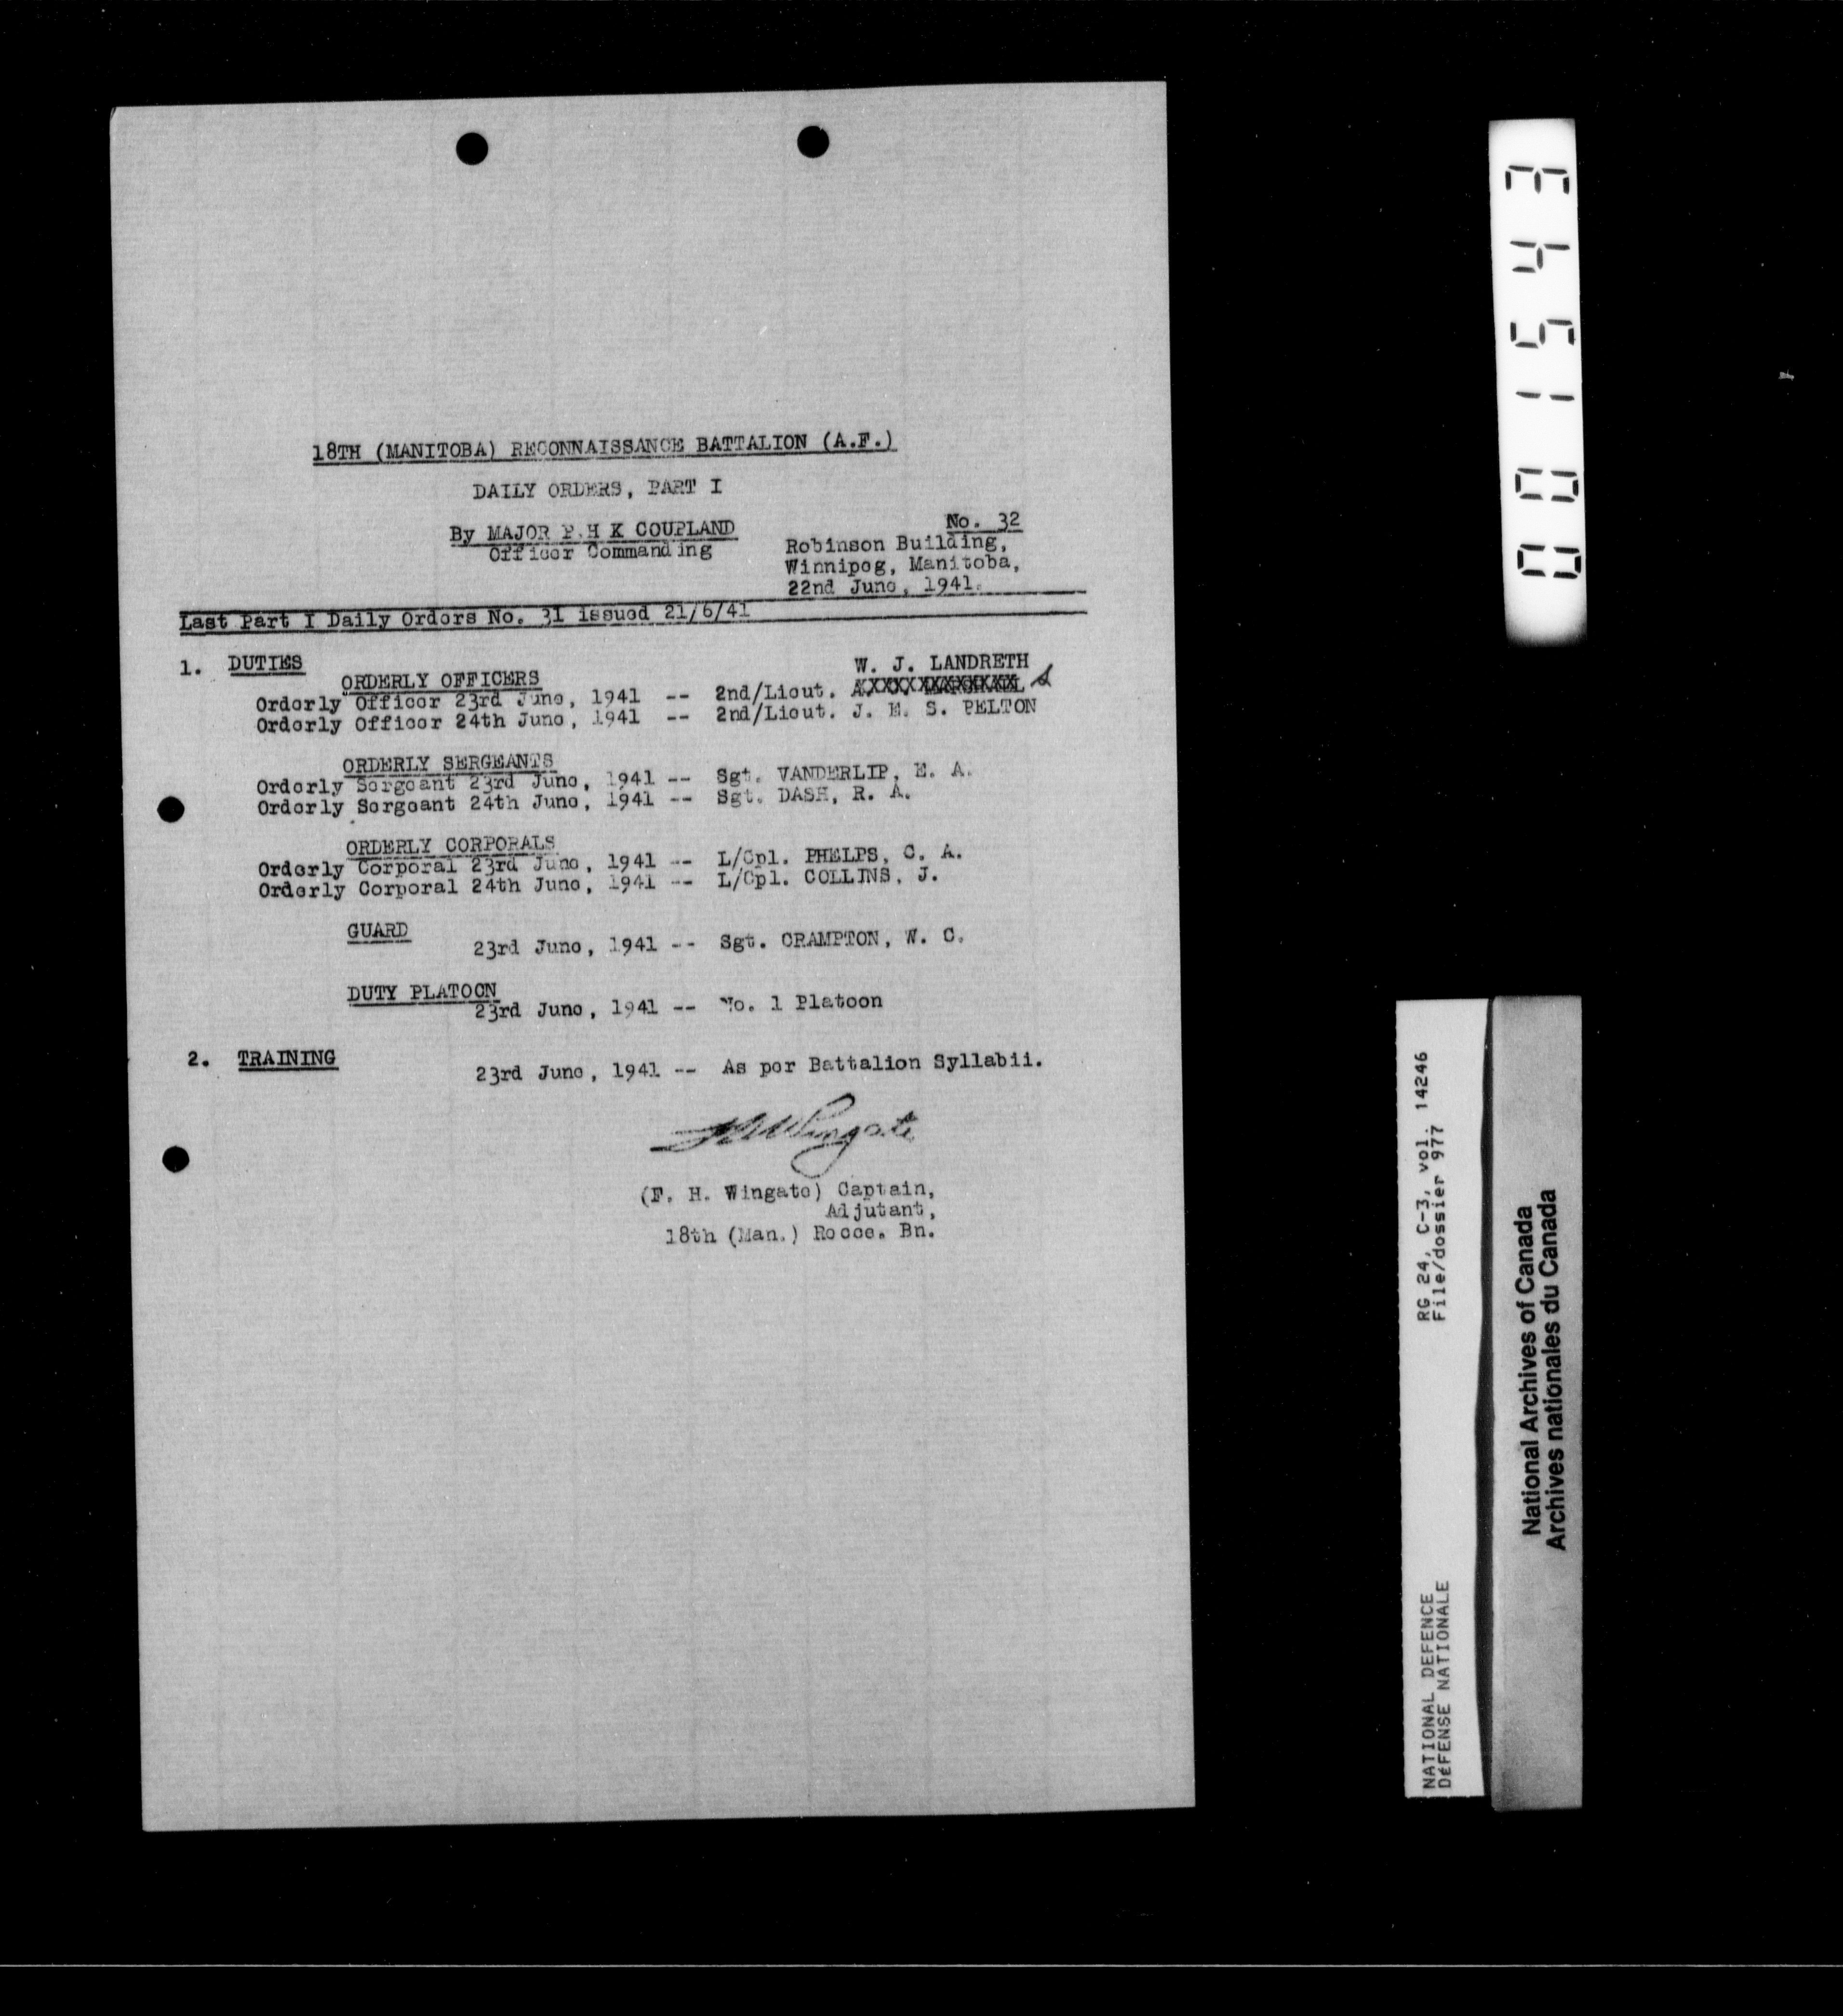 18TH (MANITOBA) RECONNAISSANCE BATTALION (A.F.)
DAILY ORDERS, PART I
By MAJOR P.H K COUPLAND
Officer Commanding
No. 32
Robinson Building,
Winnipeg, Manitoba,
22nd June, 1941.
Last Part I Daily Orders No. 31 issued 21/6/41
1. DUTIES
ORDERLY OFFICERS
W. J. LANDRETH
Orderly Officer 23rd June, 1941 -- 2nd/Lieut.
Orderly Officer 24th June, 1941 -- 2nd/Lieut. J. E. S. PELTON
ORDERLY SERGEANTS
Orderly Sergeant 23rd June, 1941 -- Sgt. VANDERLIP, E. A.
Orderly Sergeant 24th June, 1941 -- Sgt. DASH, R. A.
ORDERLY CORPORALS
Orderly Corporal 23rd June, 1941 -- L/Cpl. PHELPS, C. A.
Orderly Corporal 24th June, 1941 -- L/Cpl. COLLINS, J.
GUARD
23rd June, 1941 -- Sgt. CRAMPTON, W. C.
DUTY PLATOON
23rd June, 1941 -- No. 1 Platoon
2. TRAINING
23rd June, 1941 -- As per Battalion Syllabii.
FHWingate
(F. H. Wingate) Captain,
Adjutant,
18th (Man.) Recce. Bn.
001543
RG 24, C-3, vol. 14246
File/dossier 977
NATIONAL DEFENCE
DÉFENSE NATIONALE
National Archives of Canada
Archives nationales du Canada